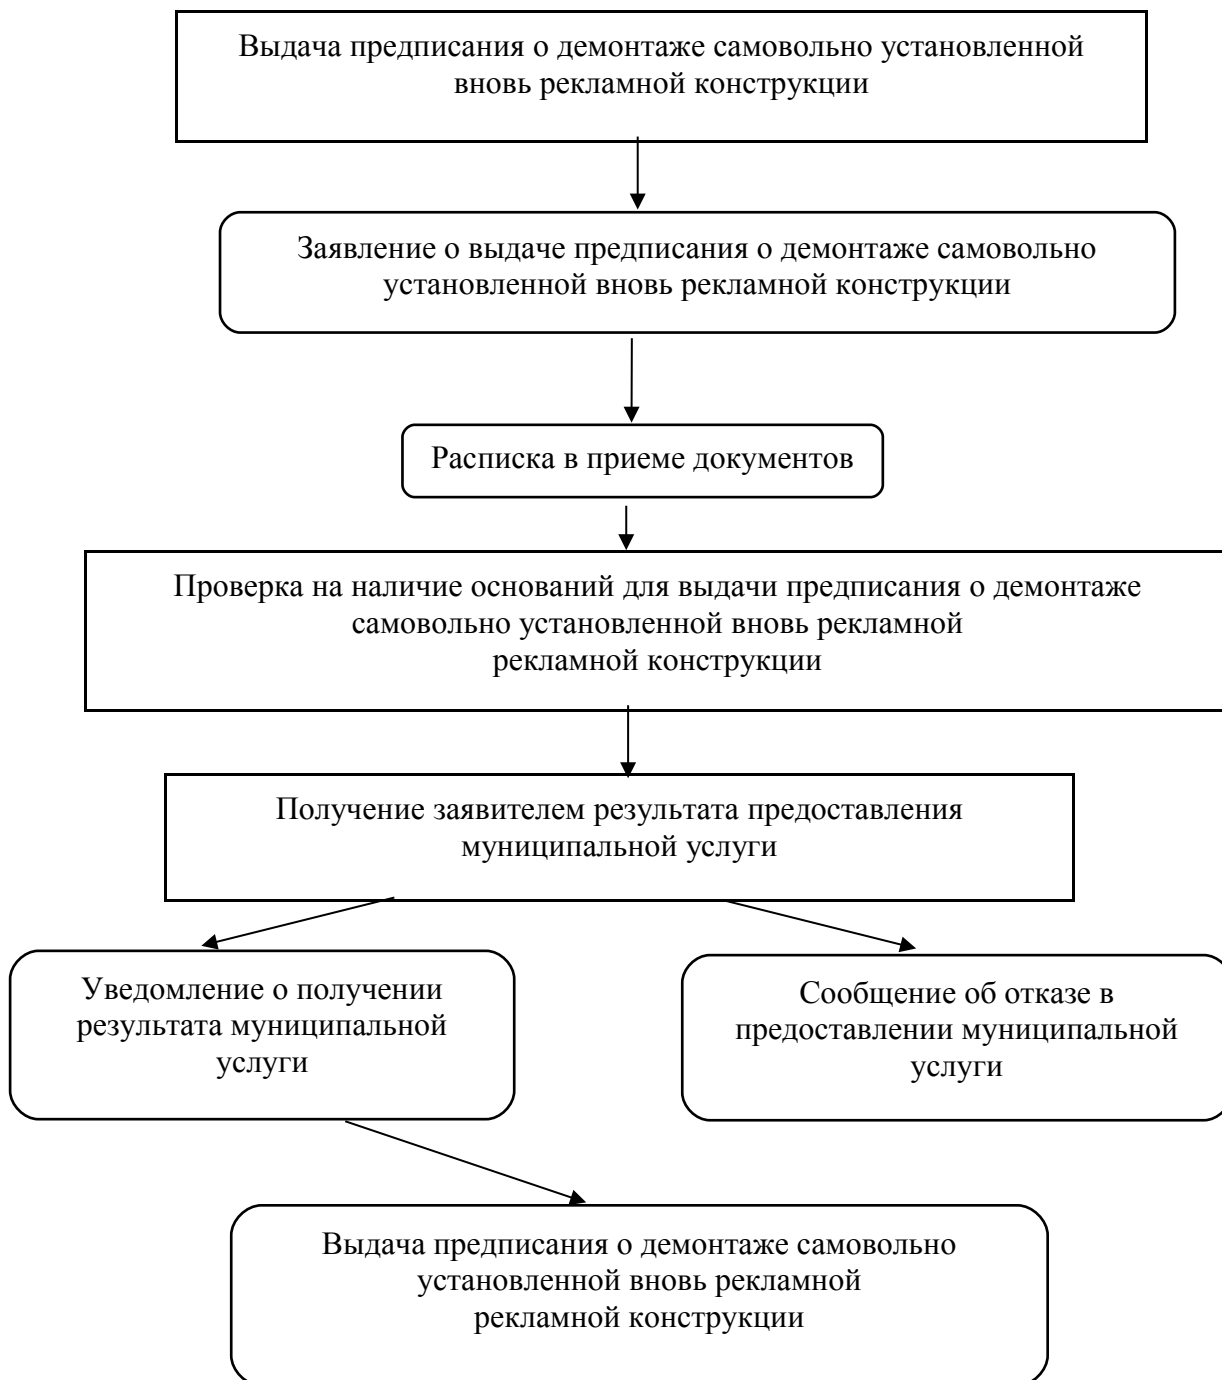 Выдача предписания о демонтаже самовольно установленной
вновь рекламной конструкции
Заявление о выдаче предписания о демонтаже самовольно
установленной вновь рекламной конструкции
Расписка в приеме документов
Проверка на наличие оснований для выдачи предписания о демонтаже
самовольно установленной вновь рекламной
рекламной конструкции
Получение заявителем результата предоставления
муниципальной услуги
Уведомление о получении
результата муниципальной
услуги
Сообщение об отказе в
предоставлении муниципальной
услуги
Выдача предписания о демонтаже самовольно
установленной вновь рекламной
рекламной конструкции